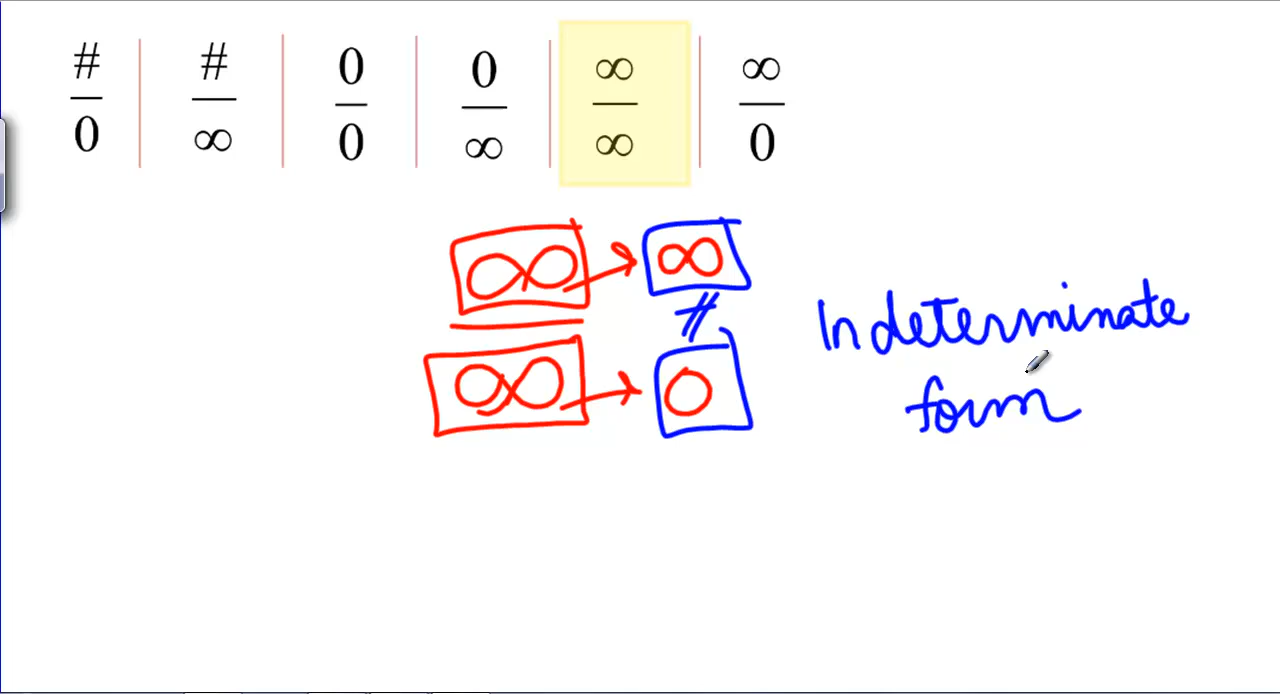 #/0 | #/∞ | 0/0 | 0/∞ | ∞/∞ | ∞/0
∞ → ∞
#
∞ → 0
Indeterminate
form